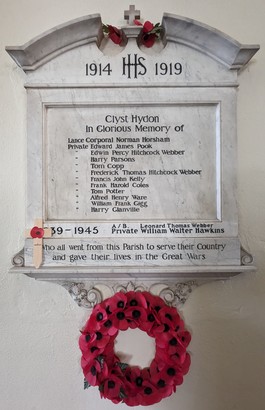 1914 IHS 1919
Clyst Hydon
In Glorious Memory of
Lance Corporal Norman Horsham
Private Edward James Pook
" Edwin Percy Hitchcock Webber
" Harry Parsons
" Tom Copp
" Frederick Thomas Hitchcock Webber
" Francis John Kelly
" Frank Harold Coles
" Tom Potter
" Alfred Henry Ware
" William Frank Gigg
" Harry Glanville
39-1945 A/B. Leonard Thomas Webber
Private William Walter Hawkins
who all went from this Parish to serve their Country
and gave their lives in the Great Wars